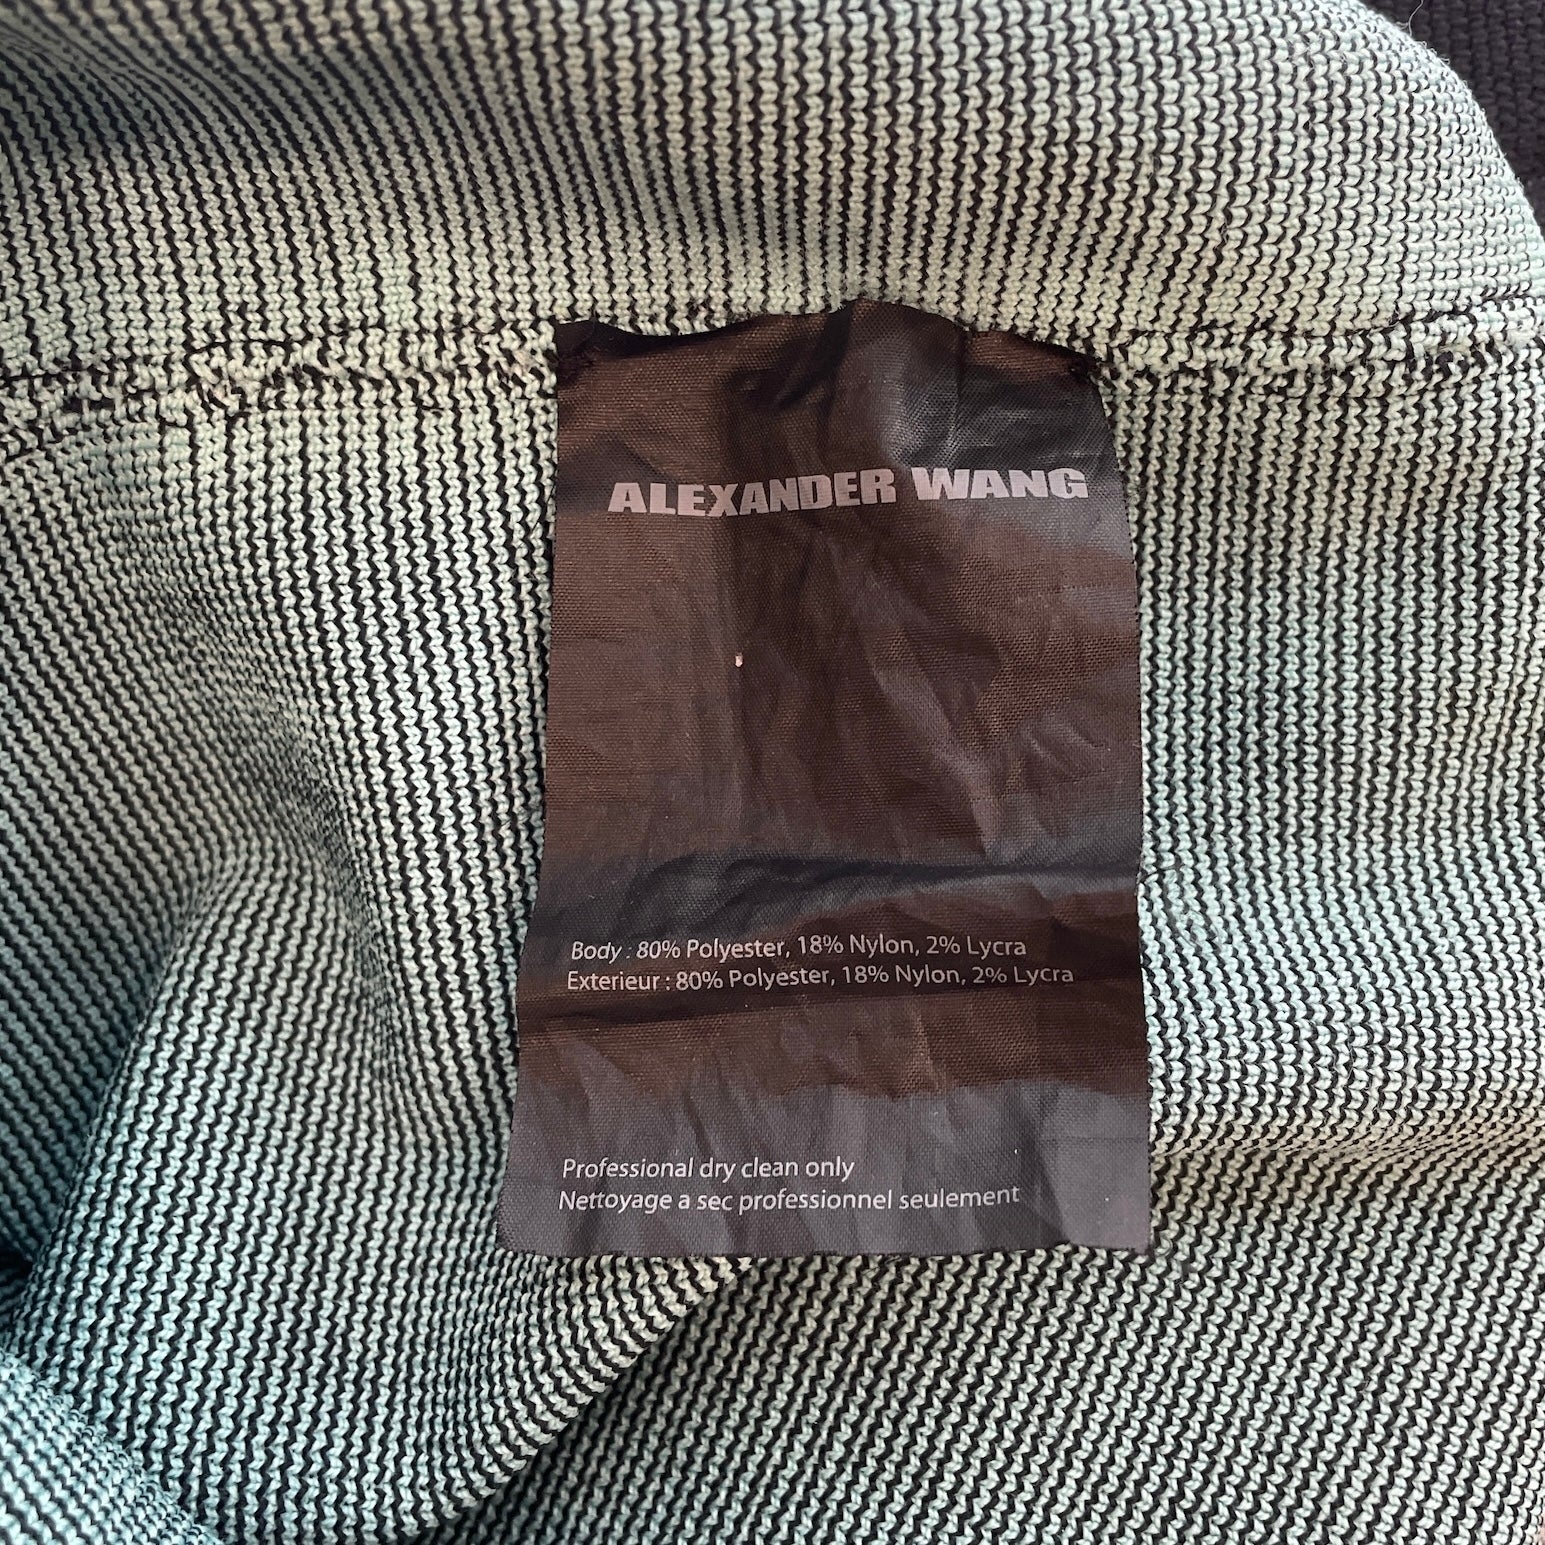 ALEXANDER WANG
Body : 80% Polyester, 18% Nylon, 2% Lycra
Exterieur : 80% Polyester, 18% Nylon, 2% Lycra
Professional dry clean only
Nettoyage a sec professionnel seulement